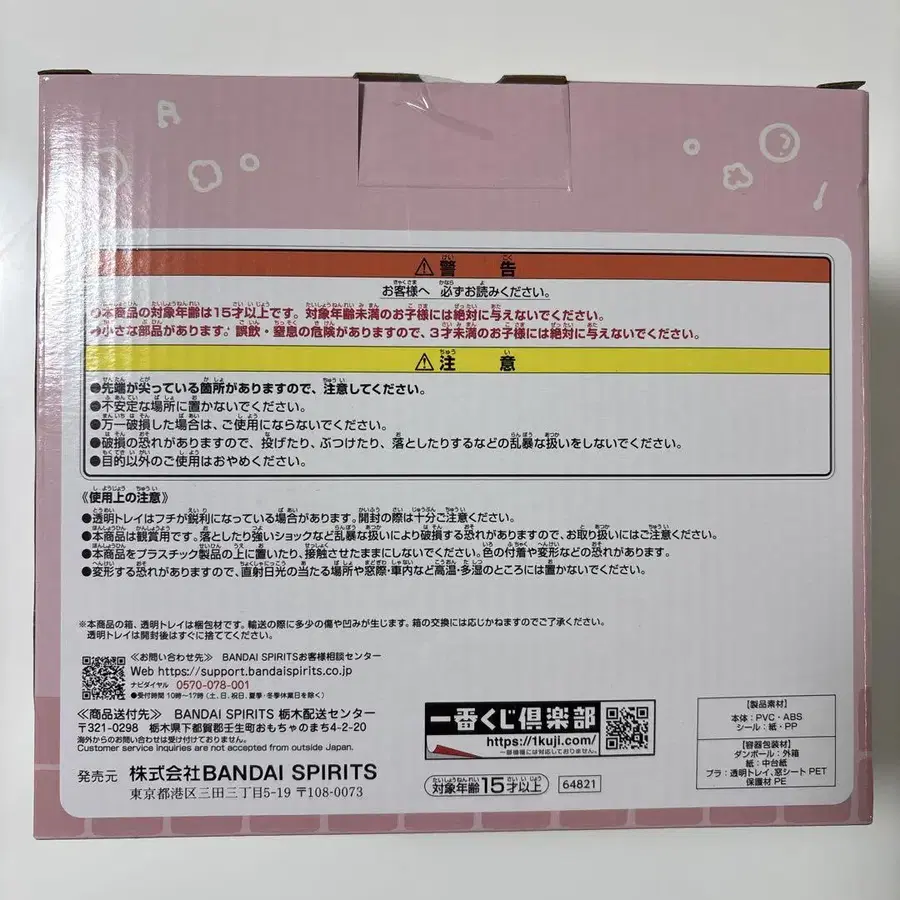 A
⚠警告
お客様へ 必ずお読みください。
●本商品の対象年齢は15才以上です。対象年齢未満のお子様には絶対に与えないでください。
●小さな部品があります。誤飲・窒息の危険がありますので、3才未満のお子様には絶対に与えないでください。
⚠注意
●先端が尖っている箇所がありますので、注意してください。
●不安定な場所に置かないでください。
●万一破損した場合は、ご使用にならないでください。
●破損の恐れがありますので、投げたり、ぶつけたり、落としたりするなどの乱暴な扱いをしないでください。
●目的以外のご使用はおやめください。
《使用上の注意》
●透明トレイはフチが鋭利になっている場合があります。開封の際は十分ご注意ください。
●本商品は観賞用です。落としたり強いショックなど乱暴な扱いにより破損する恐れがありますので、お取り扱いにはご注意ください。
●本商品をプラスチック製品の上に置いたり、接触させたままにしないでください。色の付着や変形などの恐れがあります。
●変形する恐れがありますので、直射日光の当たる場所や窓際・車内など高温・多湿のところには置かないでください。
※本商品の箱、透明トレイは梱包材です。輸送の際に多少の傷や凹みが生じます。箱の交換には応じかねますのでご了承ください。
透明トレイは開封後はすぐに捨ててください。
≪お問い合わせ先≫ BANDAI SPIRITSお客様相談センター
Web https://support.bandaispirits.co.jp
ナビダイヤル 0570-078-001
●受付時間 10時〜17時(土、日、祝日、夏季・冬季休業日を除く)
≪商品送付先≫ BANDAI SPIRITS 栃木配送センター
〒321-0298 栃木県下都賀郡壬生町おもちゃのまち4-2-20
海外からのお問い合わせは受け付けておりません。
Customer service inquiries are not accepted from outside Japan.
発売元 株式会社BANDAI SPIRITS
東京都港区三田三丁目5-19 〒108-0073
一番くじ倶楽部
https://1kuji.com/
一部機種には対応しておりません。
対象年齢15才以上
64821
【製品素材】
本体:PVC・ABS
シール:紙・PP
【容器包装材】
ダンボール:外箱
紙:中台紙
プラ:透明トレイ、窓シート PET
保護材 PE